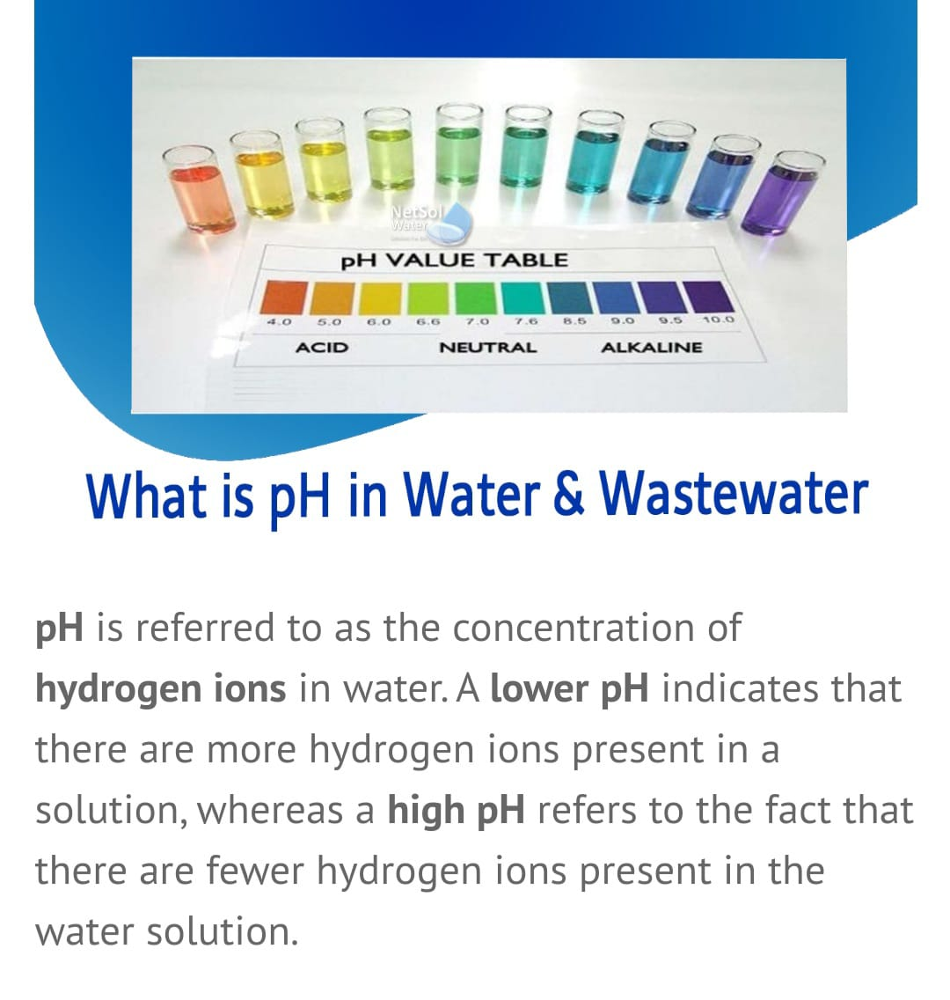 NetSol
Water
pH VALUE TABLE
4.0 5.0 6.0 6.6 7.0 7.6 8.5 9.0 9.5 10.0
ACID NEUTRAL ALKALINE
What is pH in Water & Wastewater
pH is referred to as the concentration of
hydrogen ions in water. A lower pH indicates that
there are more hydrogen ions present in a
solution, whereas a high pH refers to the fact that
there are fewer hydrogen ions present in the
water solution.